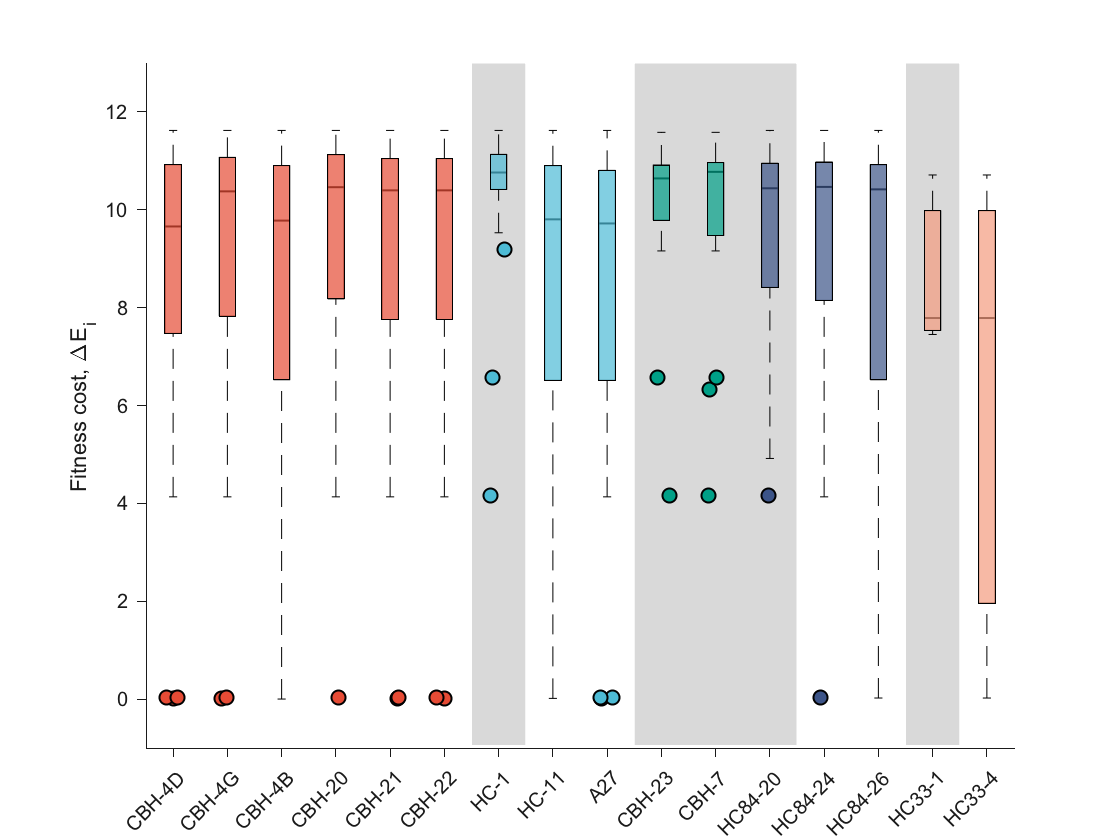 12
10
8
6
4
2
0
Fitness cost, ΔEi
CBH-4D
CBH-4G
CBH-4B
CBH-20
CBH-21
CBH-22
HC-1
HC-11
A27
CBH-23
CBH-7
HC84-20
HC84-24
HC84-26
HC33-1
HC33-4